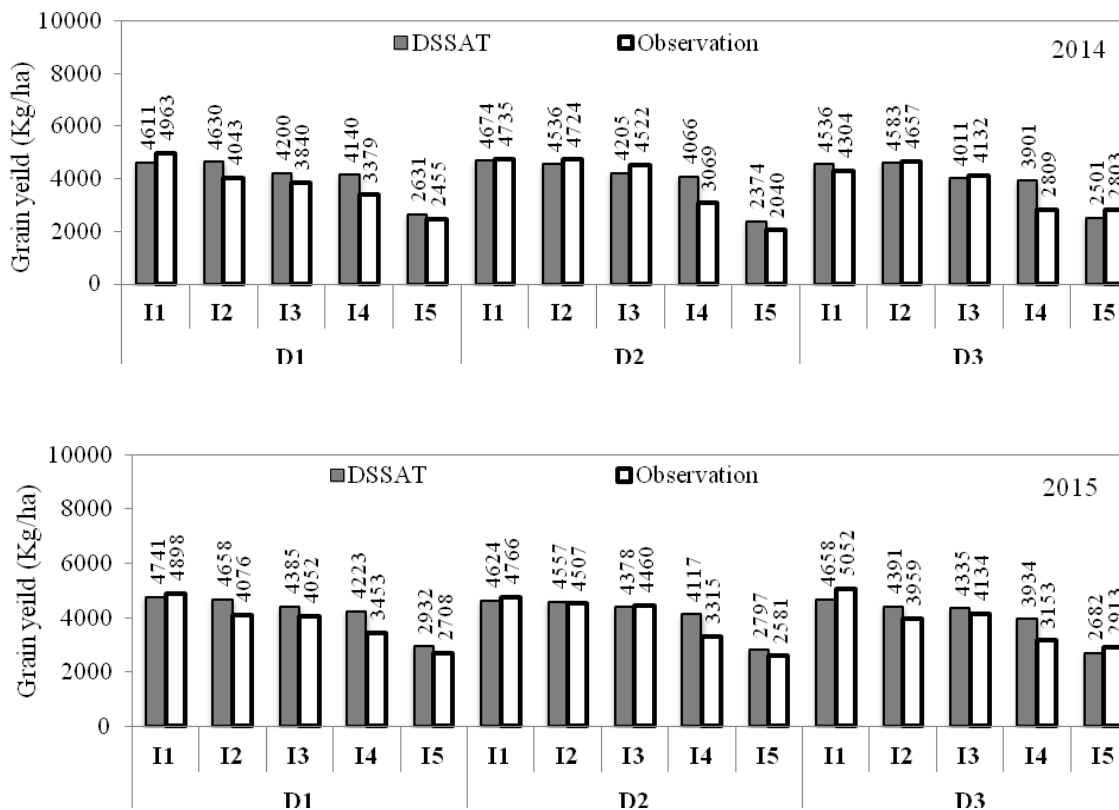 10000
DSSAT Observation 2014
8000
6000
4000
2000
0
Grain yeild (Kg/ha)
4611 4963 4630 4043 4200 3840 4140 3379 2631 2455 4674 4735 4536 4724 4205 4522 4066 3069 2374 2040 4536 4304 4583 4657 4011 4132 3901 2809 2501 2803
I1 I2 I3 I4 I5 I1 I2 I3 I4 I5 I1 I2 I3 I4 I5
D1 D2 D3
10000
DSSAT Observation 2015
8000
6000
4000
2000
0
Grain yeild (Kg/ha)
4741 4898 4658 4076 4385 4052 4223 3453 2932 2708 4624 4766 4557 4507 4378 4460 4117 3315 2797 2581 4658 5052 4391 3959 4335 4134 3934 3153 2682 2913
I1 I2 I3 I4 I5 I1 I2 I3 I4 I5 I1 I2 I3 I4 I5
D1 D2 D3